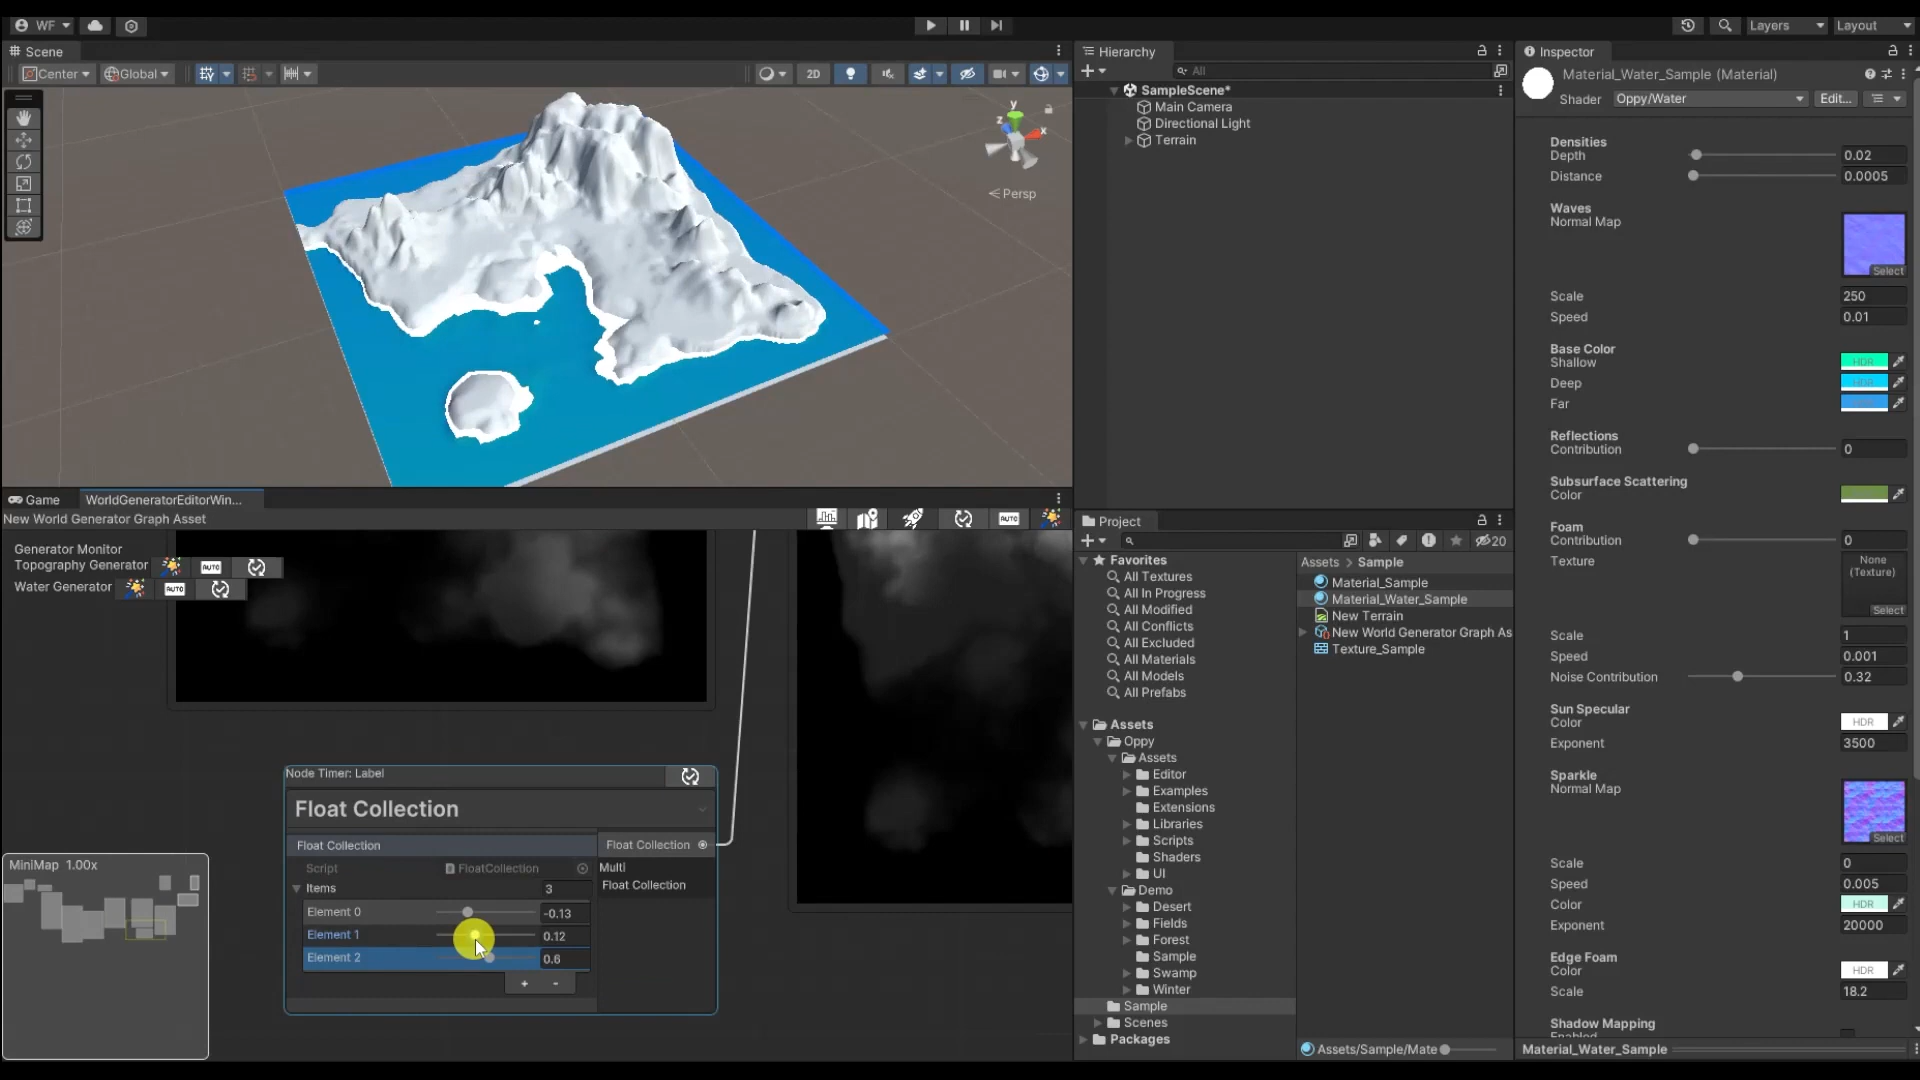 WF
Layers
Layout
Scene
Center
Global
2D
y
z
x
Persp
Hierarchy
All
SampleScene*
Main Camera
Directional Light
Terrain
Game
WorldGeneratorEditorWin...
New World Generator Graph Asset
AUTO
Generator Monitor
Topography Generator
AUTO
Water Generator
AUTO
Node Timer: Label
Float Collection
Float Collection
Float Collection
Script
FloatCollection
Multi
Items
3
Float Collection
Element 0
-0.13
Element 1
0.12
Element 2
0.6
+ -
MiniMap 1.00x
Project
20
Favorites
All Textures
All In Progress
All Modified
All Conflicts
All Excluded
All Materials
All Models
All Prefabs
Assets
Oppy
Assets
Editor
Examples
Extensions
Libraries
Scripts
Shaders
UI
Demo
Desert
Fields
Forest
Sample
Swamp
Winter
Sample
Scenes
Packages
Assets > Sample
Material_Sample
Material_Water_Sample
New Terrain
New World Generator Graph As
Texture_Sample
Assets/Sample/Mate
Inspector
Material_Water_Sample (Material)
Shader Oppy/Water Edit...
Densities
Depth 0.02
Distance 0.0005
Waves
Normal Map
Select
Scale 250
Speed 0.01
Base Color
Shallow HDR
Deep HDR
Far
Reflections
Contribution 0
Subsurface Scattering
Color
Foam
Contribution 0
Texture None
(Texture)
Select
Scale 1
Speed 0.001
Noise Contribution 0.32
Sun Specular
Color HDR
Exponent 3500
Sparkle
Normal Map
Select
Scale 0
Speed 0.005
Color HDR
Exponent 20000
Edge Foam
Color HDR
Scale 18.2
Shadow Mapping
Enabled
Material_Water_Sample